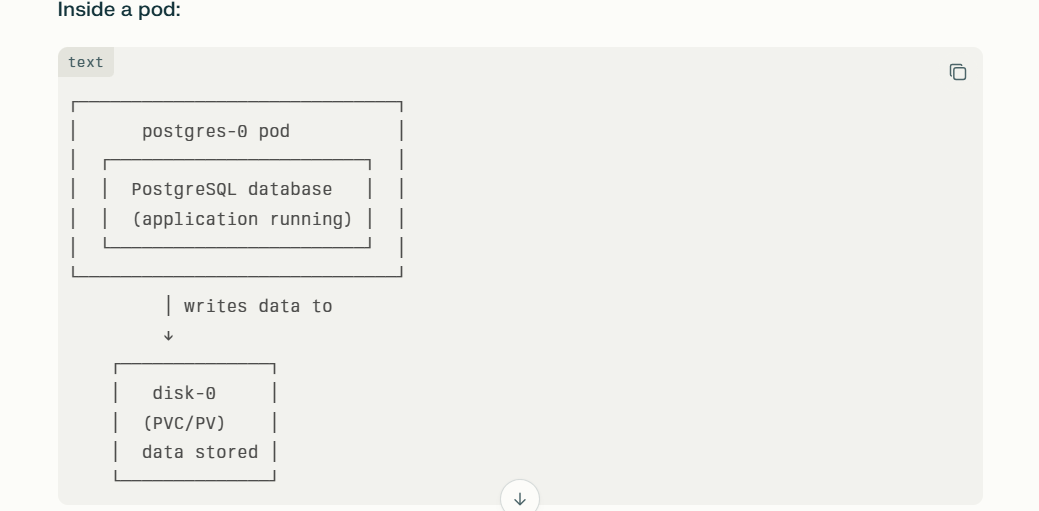 Inside a pod:
text
postgres-0 pod
PostgreSQL database
(application running)
writes data to
disk-0
(PVC/PV)
data stored